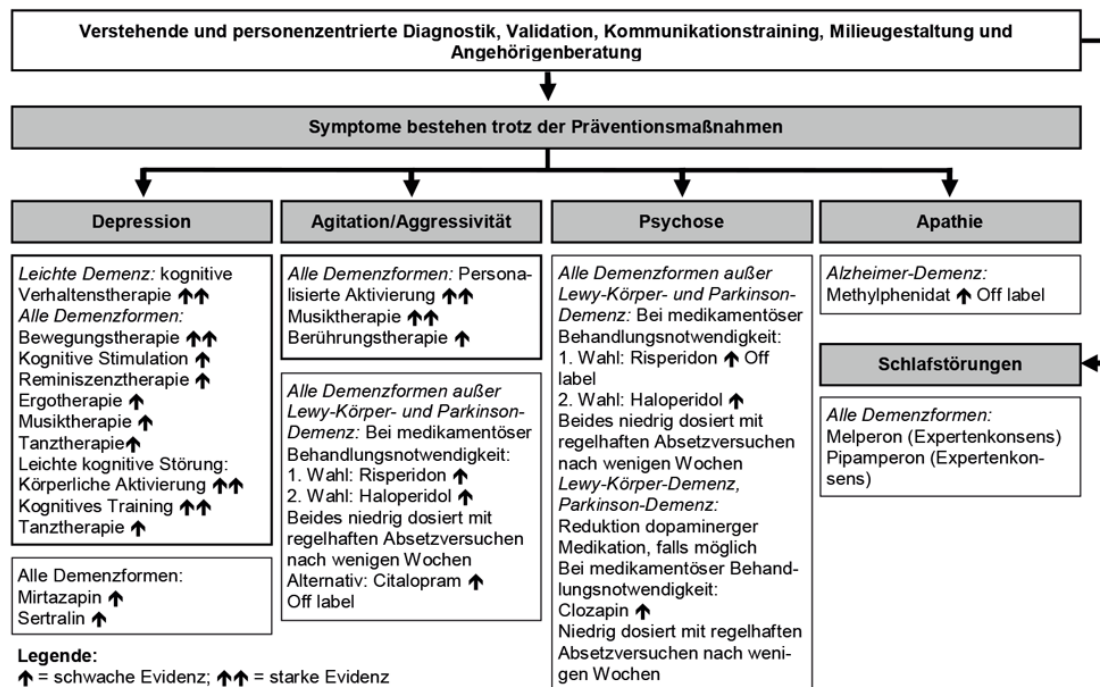 Verstehende und personenzentrierte Diagnostik, Validation, Kommunikationstraining, Milieugestaltung und
Angehörigenberatung
Symptome bestehen trotz der Präventionsmaßnahmen
Depression
Leichte Demenz: kognitive
Verhaltenstherapie ↑↑
Alle Demenzformen:
Bewegungstherapie ↑↑
Kognitive Stimulation ↑
Reminiszenztherapie ↑
Ergotherapie ↑
Musiktherapie ↑
Tanztherapie↑
Leichte kognitive Störung:
Körperliche Aktivierung ↑↑
Kognitives Training ↑↑
Tanztherapie ↑
Alle Demenzformen:
Mirtazapin ↑
Sertralin ↑
Agitation/Aggressivität
Alle Demenzformen: Persona-
lisierte Aktivierung ↑↑
Musiktherapie ↑↑
Berührungstherapie ↑
Alle Demenzformen außer
Lewy-Körper- und Parkinson-
Demenz: Bei medikamentöser
Behandlungsnotwendigkeit:
1. Wahl: Risperidon ↑
2. Wahl: Haloperidol ↑
Beides niedrig dosiert mit
regelhaften Absetzversuchen
nach wenigen Wochen
Alternativ: Citalopram ↑
Off label
Psychose
Alle Demenzformen außer
Lewy-Körper- und Parkinson-
Demenz: Bei medikamentöser
Behandlungsnotwendigkeit:
1. Wahl: Risperidon ↑ Off
label
2. Wahl: Haloperidol ↑
Beides niedrig dosiert mit
regelhaften Absetzversuchen
nach wenigen Wochen
Lewy-Körper-Demenz,
Parkinson-Demenz:
Reduktion dopaminerger
Medikation, falls möglich
Bei medikamentöser Behand-
lungsnotwendigkeit:
Clozapin ↑
Niedrig dosiert mit regelhaften
Absetzversuchen nach weni-
gen Wochen
Apathie
Alzheimer-Demenz:
Methylphenidat ↑ Off label
Schlafstörungen
Alle Demenzformen:
Melperon (Expertenkonsens)
Pipamperon (Expertenkon-
sens)
Legende:
↑ = schwache Evidenz; ↑↑ = starke Evidenz